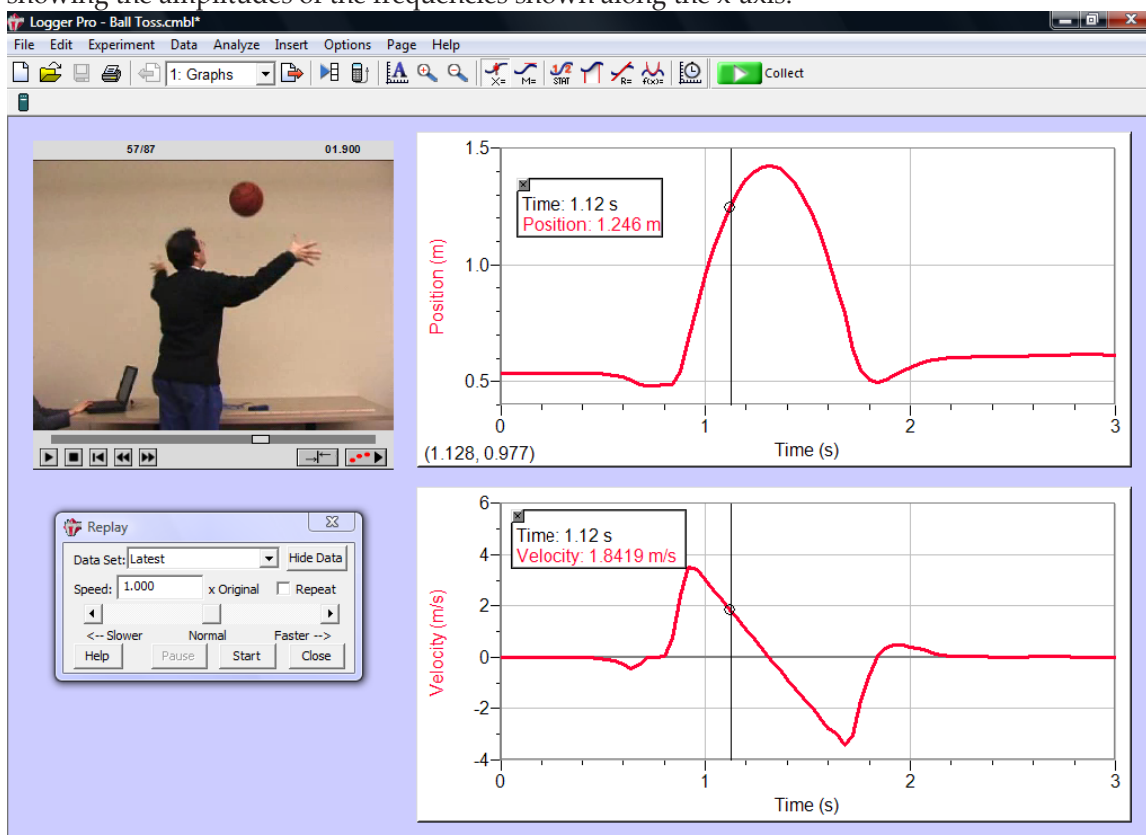 showing the amplitudes of the frequencies shown along the x-axis.
Logger Pro - Ball Toss.cmbl*
File Edit Experiment Data Analyze Insert Options Page Help
1: Graphs
X= M= 1/2 STAT R= f(x)= Collect
57/87 01.900
1.5
1.0
0.5
Position (m)
Time: 1.12 s
Position: 1.246 m
0 1 2 3
(1.128, 0.977)
Time (s)
Replay
Data Set: Latest Hide Data
Speed: 1.000 x Original Repeat
<-- Slower Normal Faster -->
Help Pause Start Close
6
4
2
0
-2
-4
Velocity (m/s)
Time: 1.12 s
Velocity: 1.8419 m/s
0 1 2 3
Time (s)